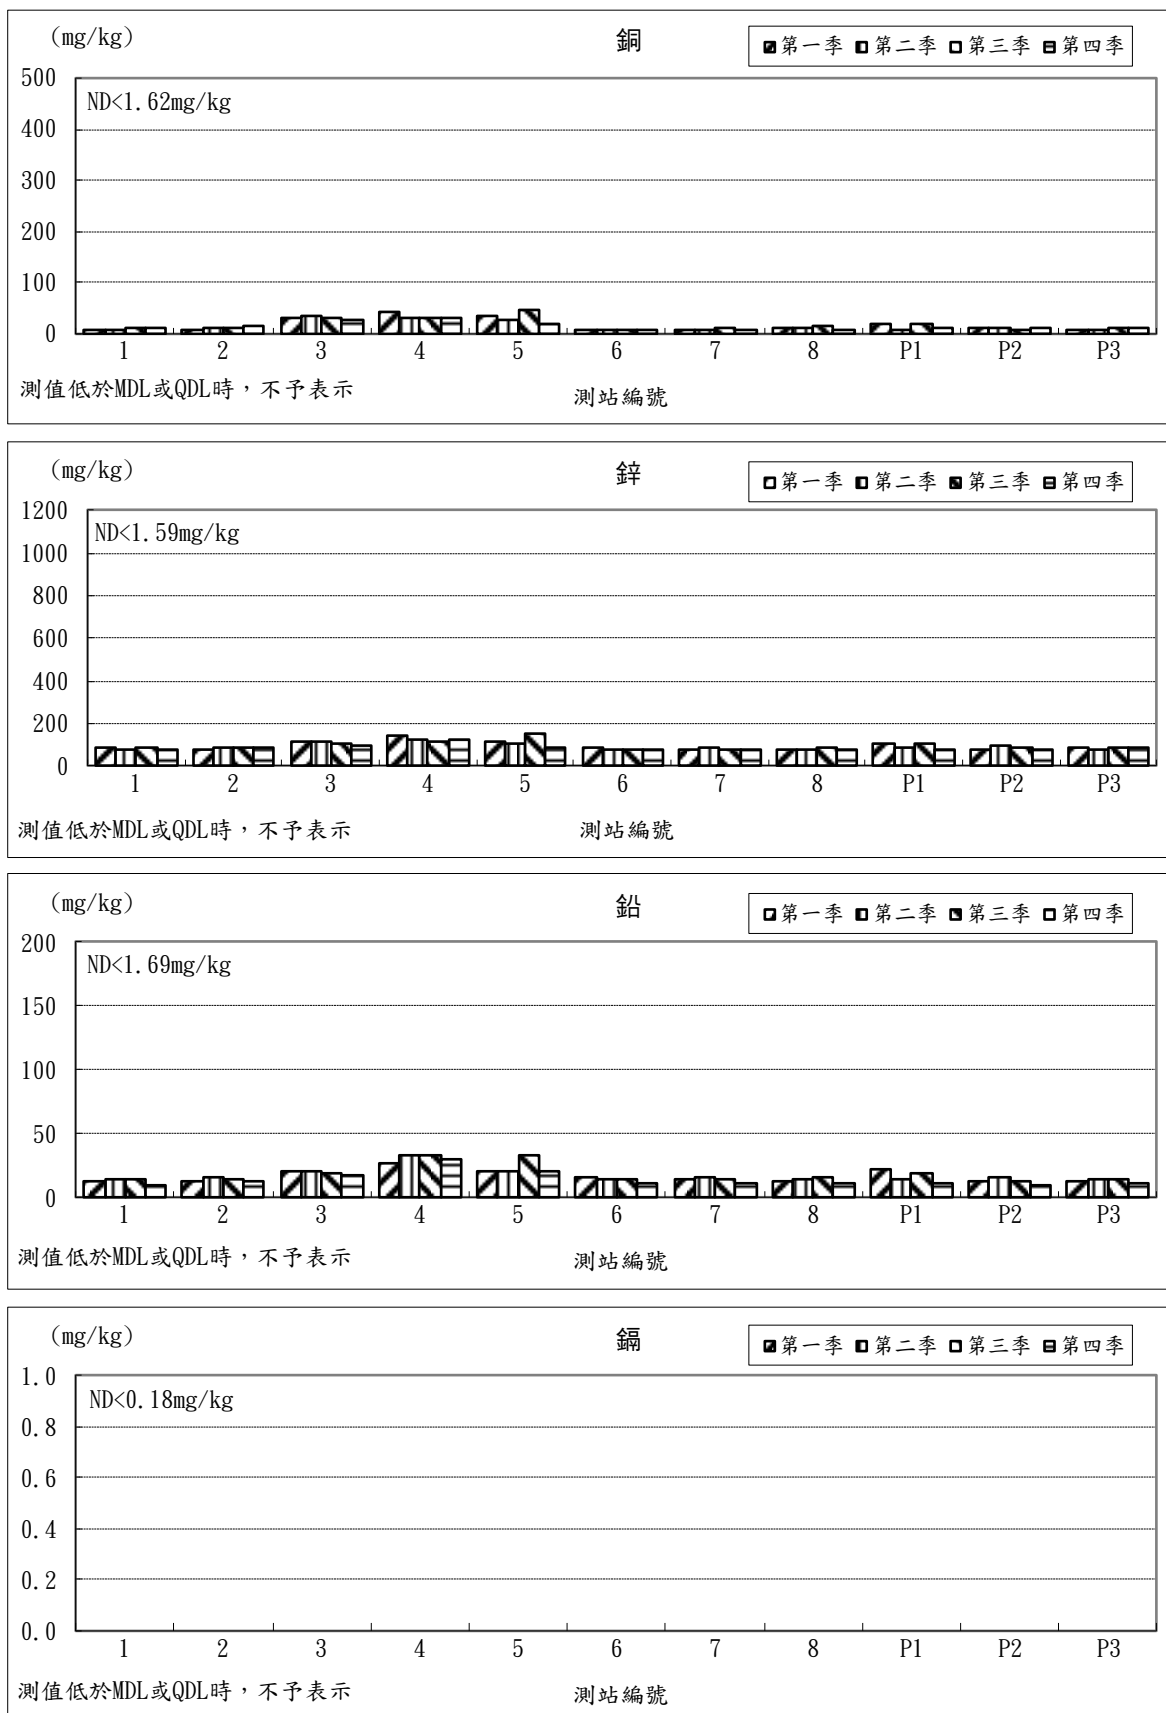 (mg/kg)
銅
第一季 第二季 第三季 第四季
500
ND<1.62mg/kg
400
300
200
100
0
1 2 3 4 5 6 7 8 P1 P2 P3
測值低於MDL或QDL時，不予表示
測站編號
(mg/kg)
鋅
第一季 第二季 第三季 第四季
1200
ND<1.59mg/kg
1000
800
600
400
200
0
1 2 3 4 5 6 7 8 P1 P2 P3
測值低於MDL或QDL時，不予表示
測站編號
(mg/kg)
鉛
第一季 第二季 第三季 第四季
200
ND<1.69mg/kg
150
100
50
0
1 2 3 4 5 6 7 8 P1 P2 P3
測值低於MDL或QDL時，不予表示
測站編號
(mg/kg)
鎘
第一季 第二季 第三季 第四季
1.0
ND<0.18mg/kg
0.8
0.6
0.4
0.2
0.0
1 2 3 4 5 6 7 8 P1 P2 P3
測值低於MDL或QDL時，不予表示
測站編號